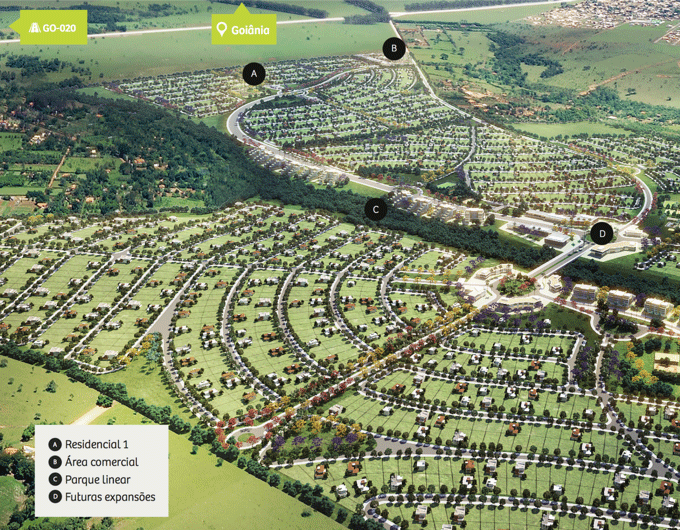 GO-020
Goiânia
B
A
C
D
A Residencial 1
B Área comercial
C Parque linear
D Futuras expansões